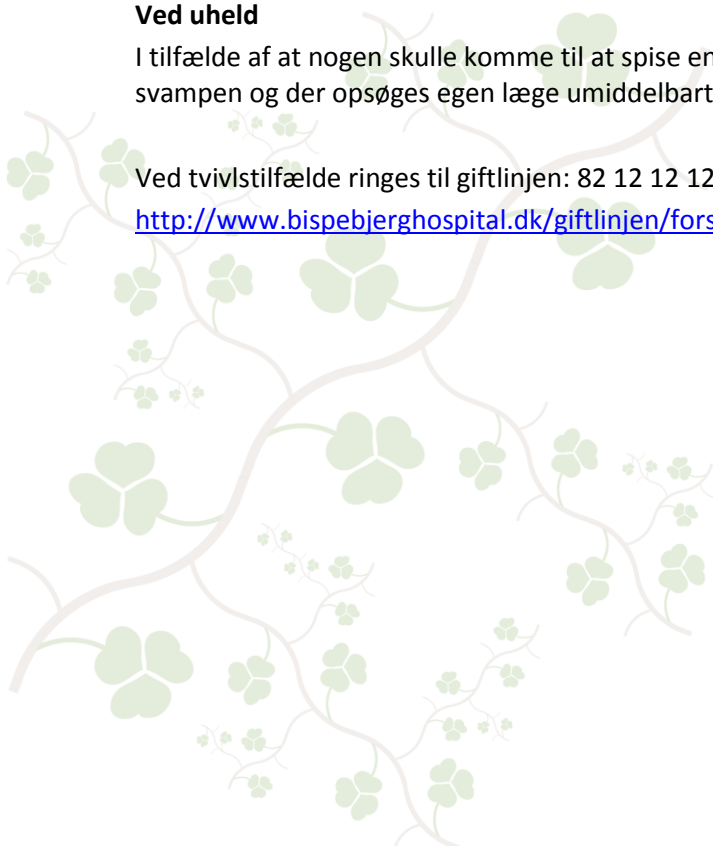 Ved uheld
I tilfælde af at nogen skulle komme til at spise en
svampen og der opsøges egen læge umiddelbart
Ved tvivlstilfælde ringes til giftlinjen: 82 12 12 12
http://www.bispebjerghospital.dk/giftlinjen/fors